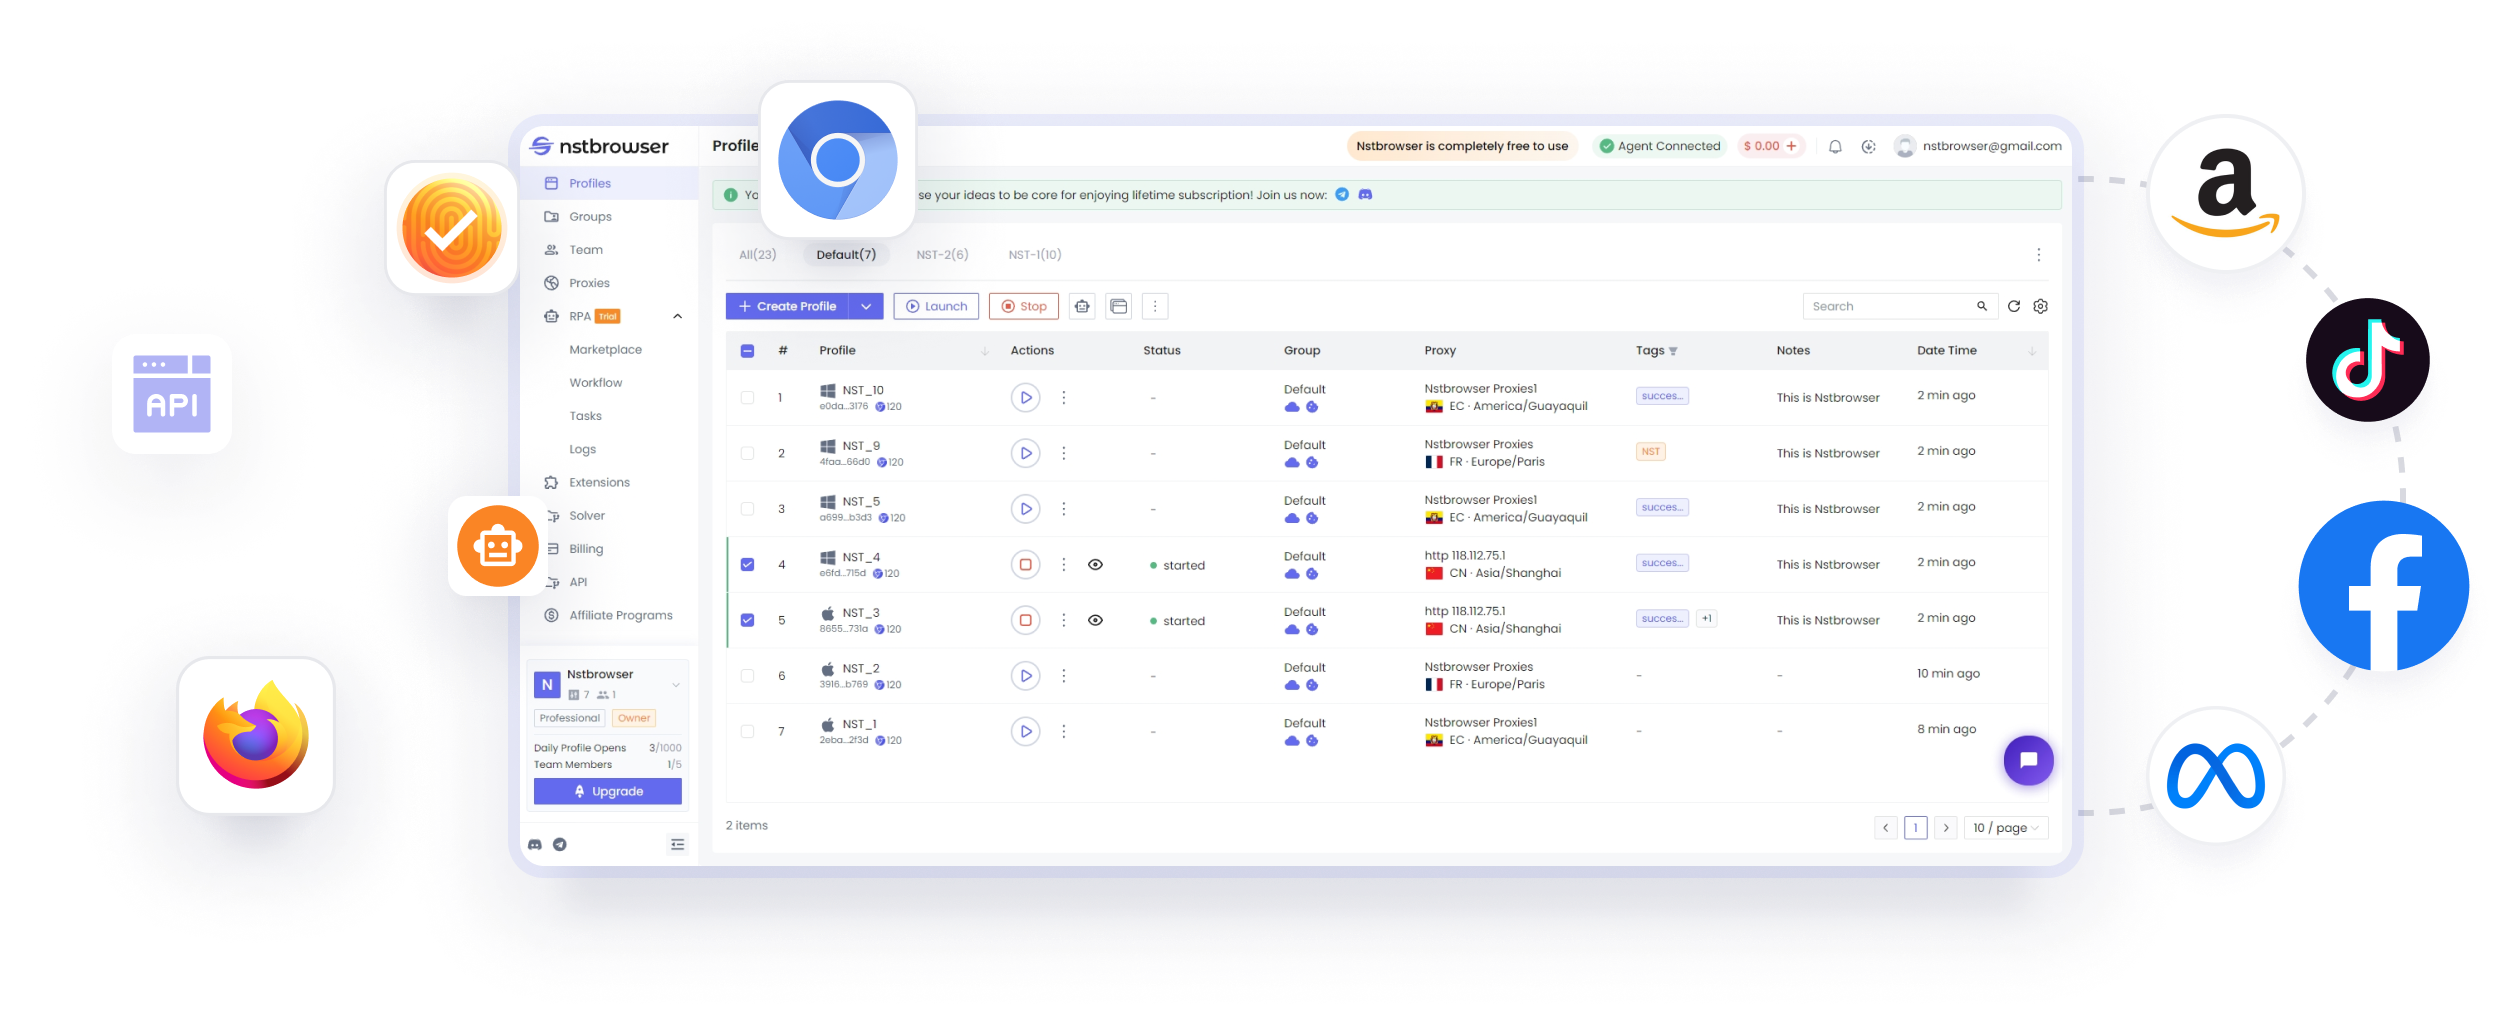 nstbrowser
Profile
Nstbrowser is completely free to use
Agent Connected
$ 0.00 +
nstbrowser@gmail.com
Yo
se your ideas to be core for enjoying lifetime subscription! Join us now:
Profiles
Groups
Team
Proxies
RPA Trial
Marketplace
Workflow
Tasks
Logs
Extensions
Solver
Billing
API
Affiliate Programs
N
Nstbrowser
7 1
Professional Owner
Daily Profile Opens 3/1000
Team Members 1/5
Upgrade
All(23) Default(7) NST-2(6) NST-1(10)
+ Create Profile Launch Stop
Search
# Profile Actions Status Group Proxy Tags Notes Date Time
1 NST_10 - Default Nstbrowser Proxies1 succes... This is Nstbrowser 2 min ago
e0da...3176 120 EC · America/Guayaquil
2 NST_9 - Default Nstbrowser Proxies NST This is Nstbrowser 2 min ago
4faa...66d0 120 FR · Europe/Paris
3 NST_5 - Default Nstbrowser Proxies1 succes... This is Nstbrowser 2 min ago
a699...b3d3 120 EC · America/Guayaquil
4 NST_4 started Default http 118.112.75.1 succes... This is Nstbrowser 2 min ago
e6fd...715d 120 CN · Asia/Shanghai
5 NST_3 started Default http 118.112.75.1 succes... +1 This is Nstbrowser 2 min ago
8655...731a 120 CN · Asia/Shanghai
6 NST_2 - Default Nstbrowser Proxies - - 10 min ago
3916...b769 120 FR · Europe/Paris
7 NST_1 - Default Nstbrowser Proxies1 - - 8 min ago
2eba...2f3d 120 EC · America/Guayaquil
2 items
< 1 > 10 / page
API
a
f